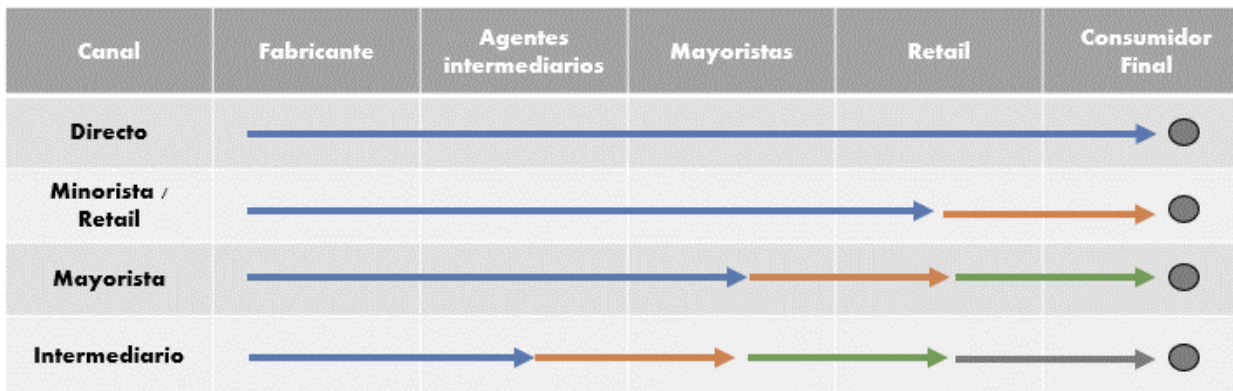 Canal
Fabricante
Agentes
intermediarios
Mayoristas
Retail
Consumidor
Final
Directo
Minorista /
Retail
Mayorista
Intermediario